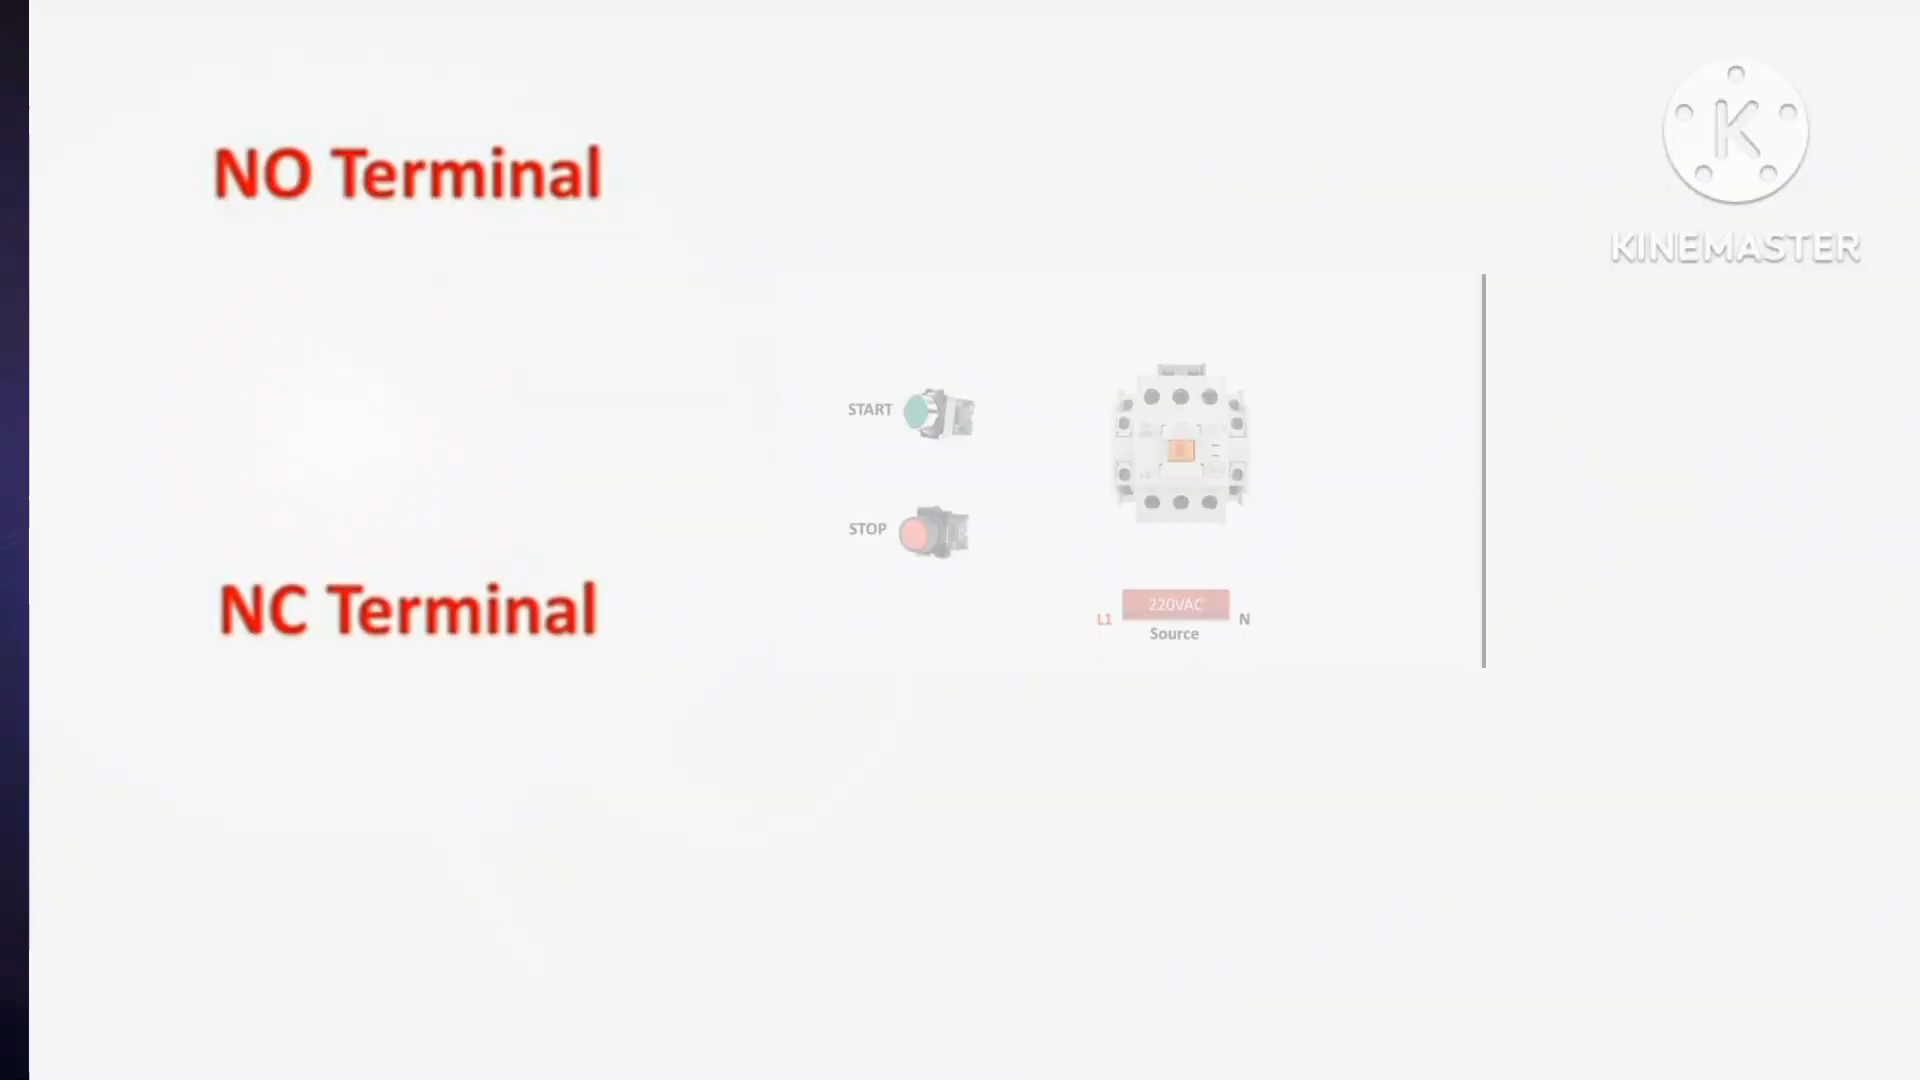 NO Terminal
K
KINEMASTER
START
STOP
NC Terminal
220VAC
L1
N
Source